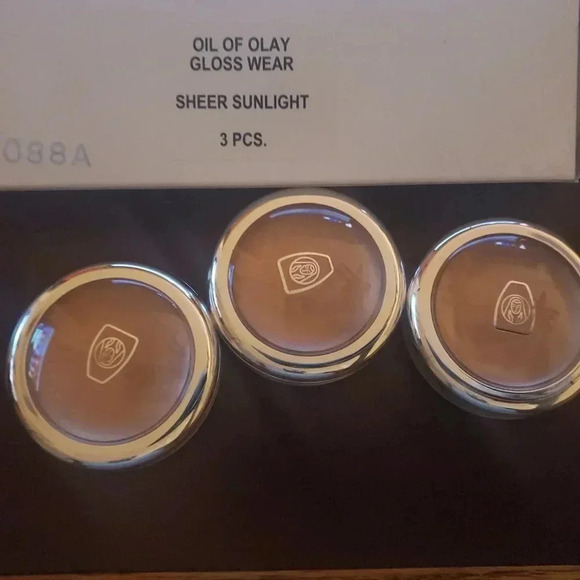 OIL OF OLAY
GLOSS WEAR
SHEER SUNLIGHT
3 PCS.
088A